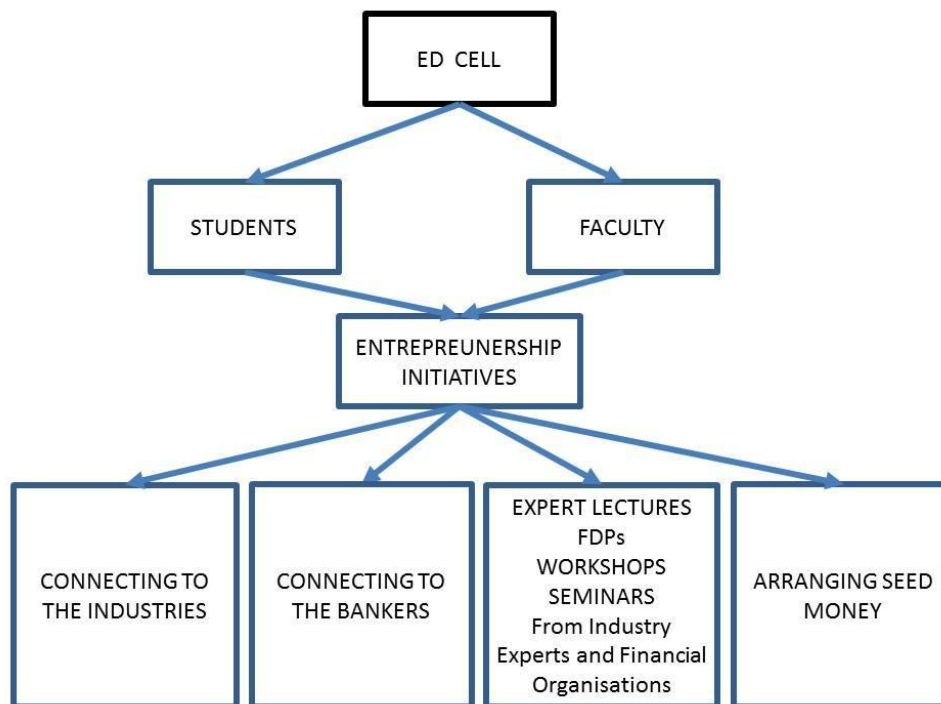 ED  CELL
STUDENTS
FACULTY
ENTREPREUNERSHIP
INITIATIVES
CONNECTING TO
THE INDUSTRIES
CONNECTING TO
THE BANKERS
EXPERT LECTURES
FDPs
WORKSHOPS
SEMINARS
From Industry
Experts and Financial
Organisations
ARRANGING SEED
MONEY